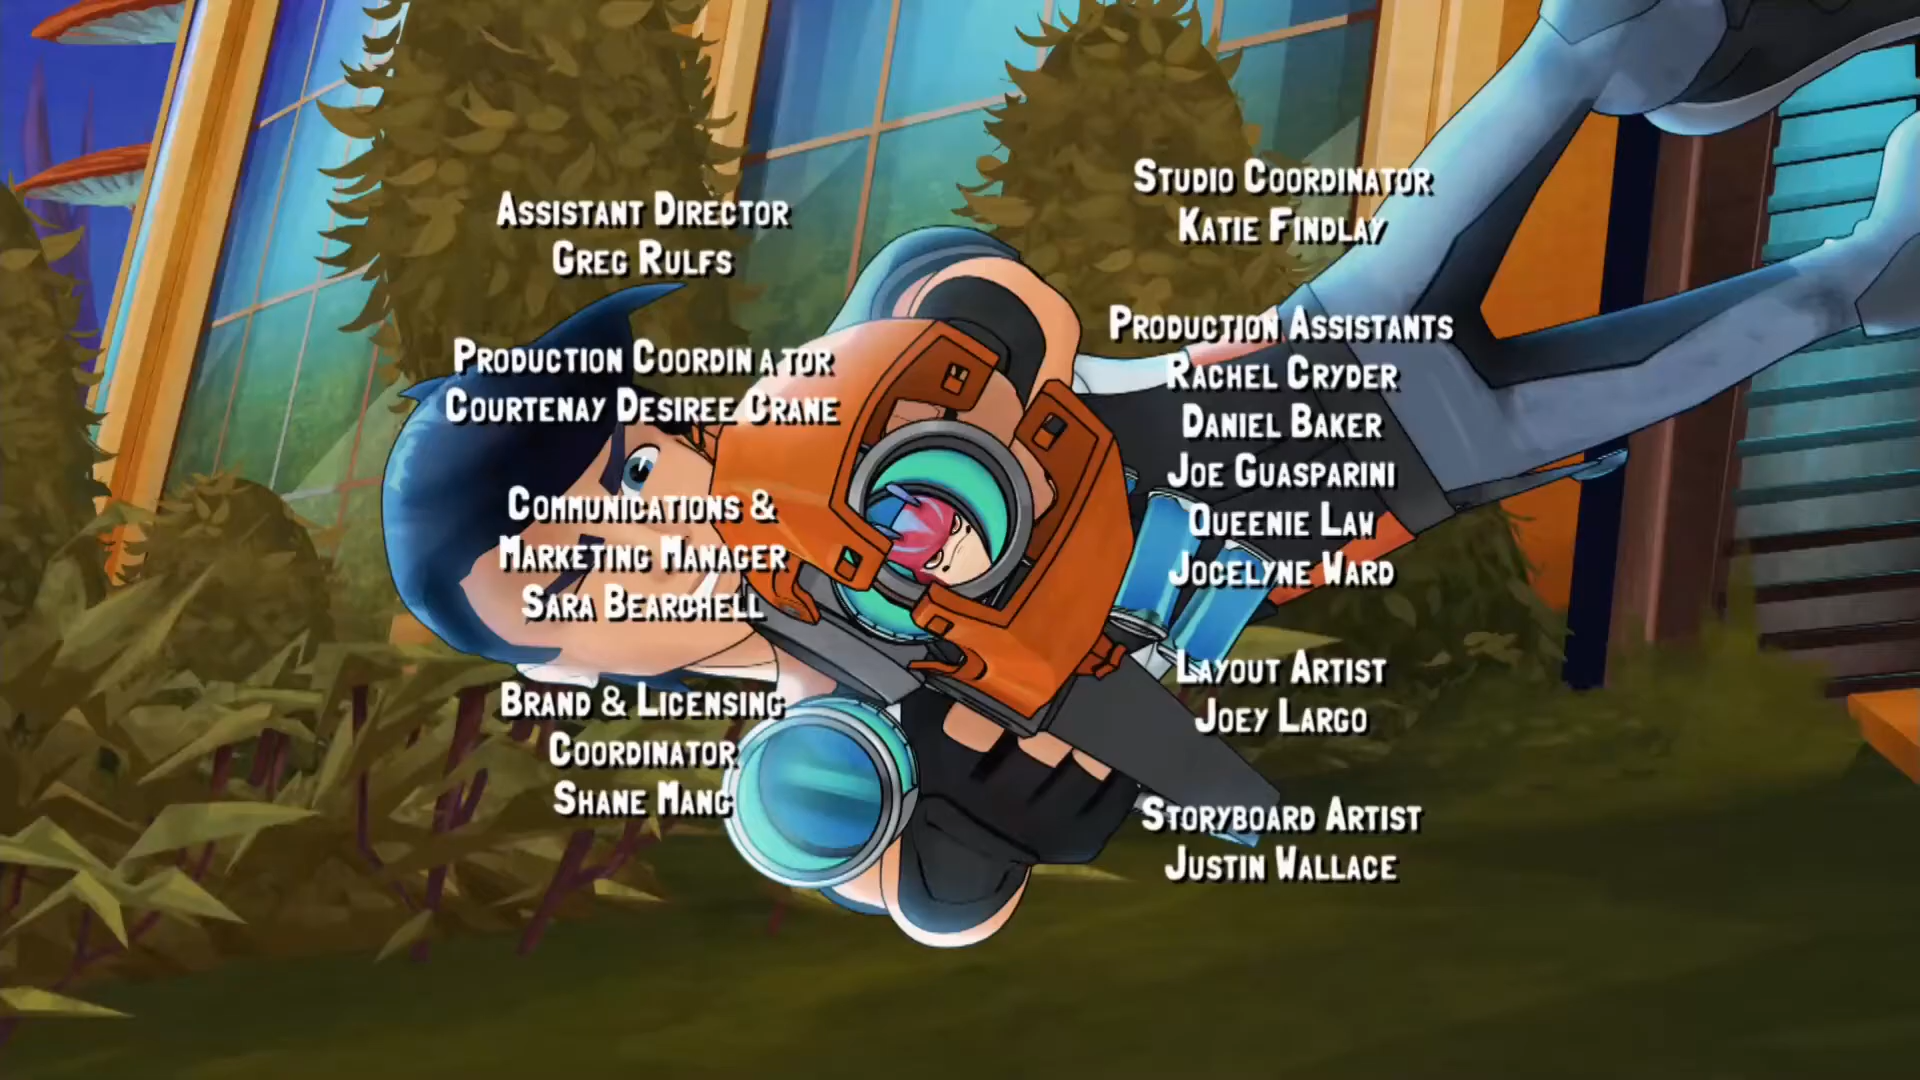 Assistant Director
Greg Rulfs
Production Coordinator
Courtenay Desiree Crane
Communications &
Marketing Manager
Sara Bearchell
Brand & Licensing
Coordinator
Shane Mang
Studio Coordinator
Katie Findlay
Production Assistants
Rachel Cryder
Daniel Baker
Joe Guasparini
Queenie Law
Jocelyne Ward
Layout Artist
Joey Largo
Storyboard Artist
Justin Wallace